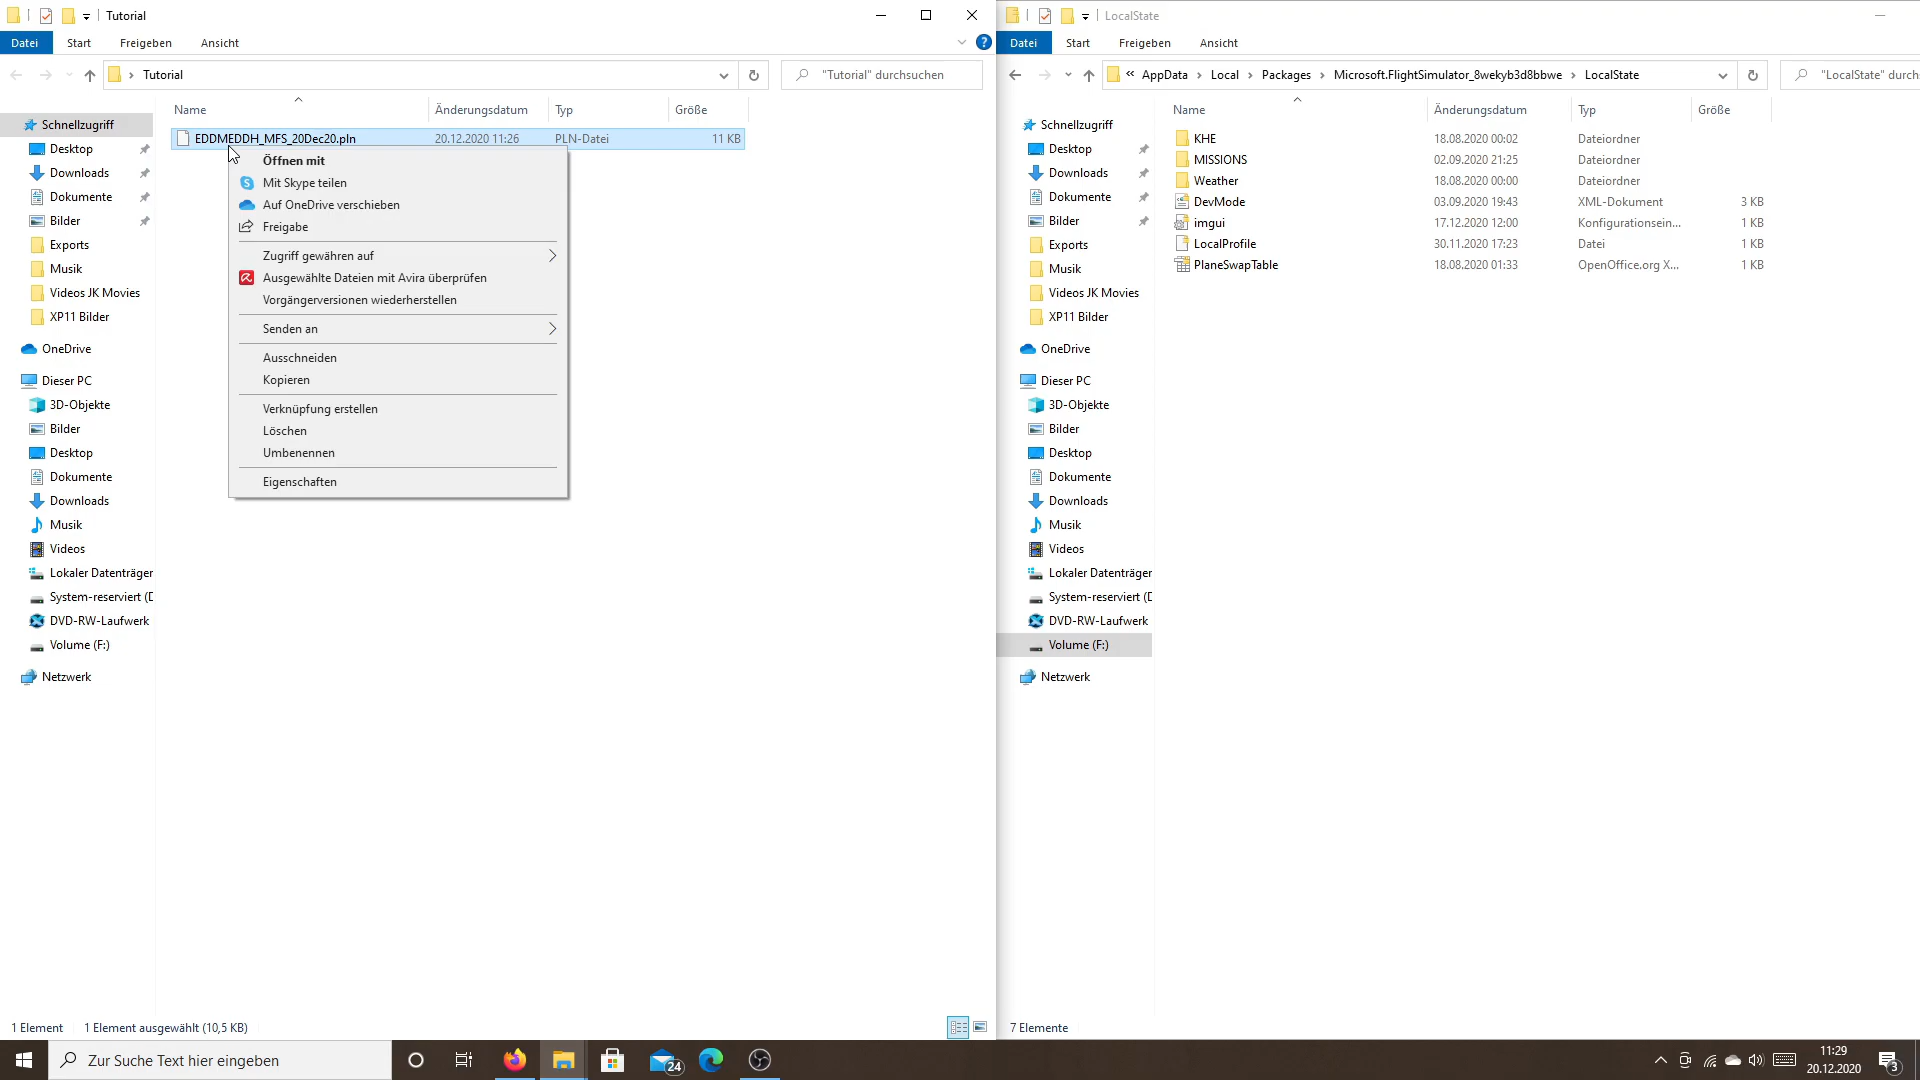 Tutorial
Datei
Start
Freigeben
Ansicht
Tutorial
"Tutorial" durchsuchen
Name
Änderungsdatum
Typ
Größe
EDDMEDDH_MFS_20Dec20.pln
20.12.2020 11:26
PLN-Datei
11 KB
Öffnen mit
Mit Skype teilen
Auf OneDrive verschieben
Freigabe
Zugriff gewähren auf
Ausgewählte Dateien mit Avira überprüfen
Vorgängerversionen wiederherstellen
Senden an
Ausschneiden
Kopieren
Verknüpfung erstellen
Löschen
Umbenennen
Eigenschaften
Schnellzugriff
Desktop
Downloads
Dokumente
Bilder
Exports
Musik
Videos JK Movies
XP11 Bilder
OneDrive
Dieser PC
3D-Objekte
Bilder
Desktop
Dokumente
Downloads
Musik
Videos
Lokaler Datenträger
System-reserviert (D
DVD-RW-Laufwerk
Volume (F:)
Netzwerk
1 Element
1 Element ausgewählt (10,5 KB)
LocalState
Datei
Start
Freigeben
Ansicht
« AppData › Local › Packages › Microsoft.FlightSimulator_8wekyb3d8bbwe › LocalState
"LocalState" durchs
Name
Änderungsdatum
Typ
Größe
KHE 18.08.2020 00:02 Dateiordner
MISSIONS 02.09.2020 21:25 Dateiordner
Weather 18.08.2020 00:00 Dateiordner
DevMode 03.09.2020 19:43 XML-Dokument 3 KB
imgui 17.12.2020 12:00 Konfigurationsein... 1 KB
LocalProfile 30.11.2020 17:23 Datei 1 KB
PlaneSwapTable 18.08.2020 01:33 OpenOffice.org X... 1 KB
Schnellzugriff
Desktop
Downloads
Dokumente
Bilder
Exports
Musik
Videos JK Movies
XP11 Bilder
OneDrive
Dieser PC
3D-Objekte
Bilder
Desktop
Dokumente
Downloads
Musik
Videos
Lokaler Datenträger
System-reserviert (D
DVD-RW-Laufwerk
Volume (F:)
Netzwerk
7 Elemente
Zur Suche Text hier eingeben
24
11:29
20.12.2020
3